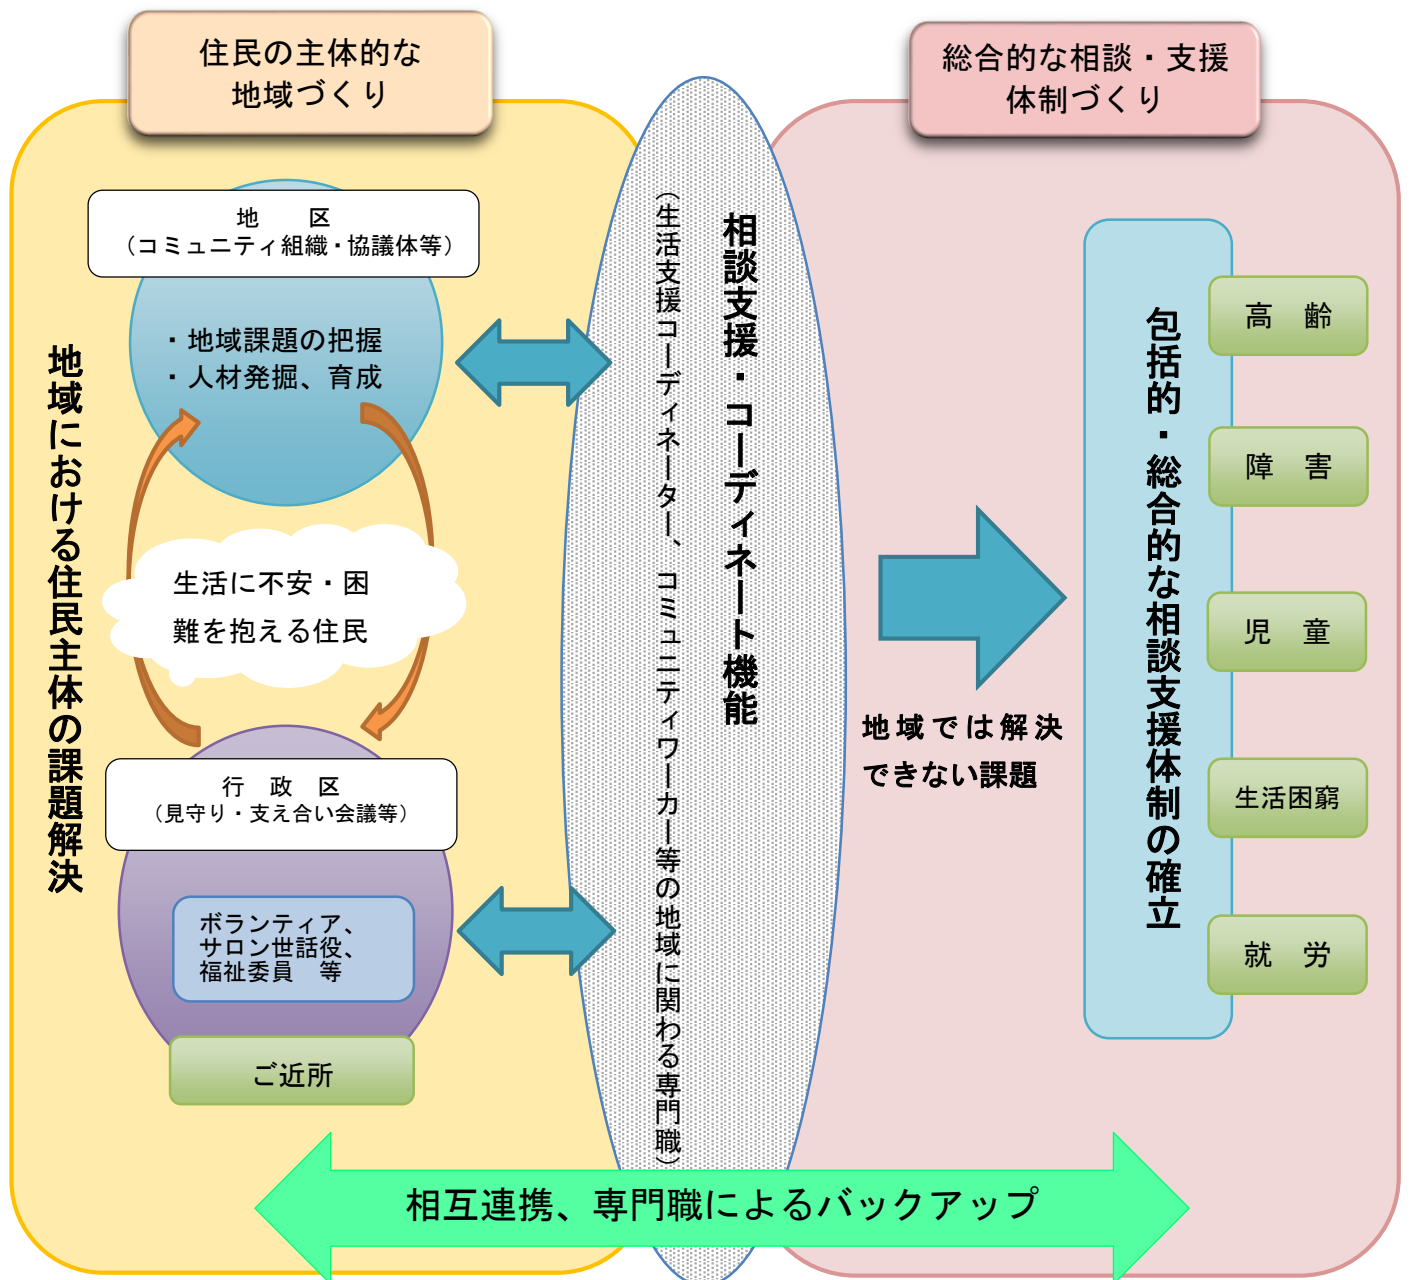 住民の主体的な
地域づくり
総合的な相談・支援
体制づくり
地　区
（コミュニティ組織・協議体等）
・地域課題の把握
・人材発掘、育成
地域における住民主体の課題解決
生活に不安・困
難を抱える住民
行　政　区
（見守り・支え合い会議等）
ボランティア、
サロン世話役、
福祉委員　等
ご近所
相談支援・コーディネート機能
（生活支援コーディネーター、コミュニティワーカー等の地域に関わる専門職）
地域では解決
できない課題
包括的・総合的な相談支援体制の確立
高　齢
障　害
児　童
生活困窮
就　労
相互連携、専門職によるバックアップ